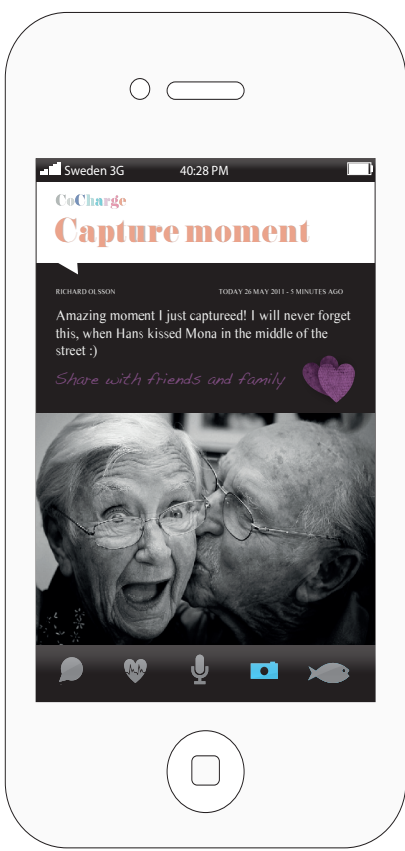 Sweden 3G 40:28 PM
CoCharge
Capture moment
RICHARD OLSSON TODAY 26 MAY 2011 - 5 MINUTES AGO
Amazing moment I just captureed! I will never forget
this, when Hans kissed Mona in the middle of the
street :)
Share with friends and family